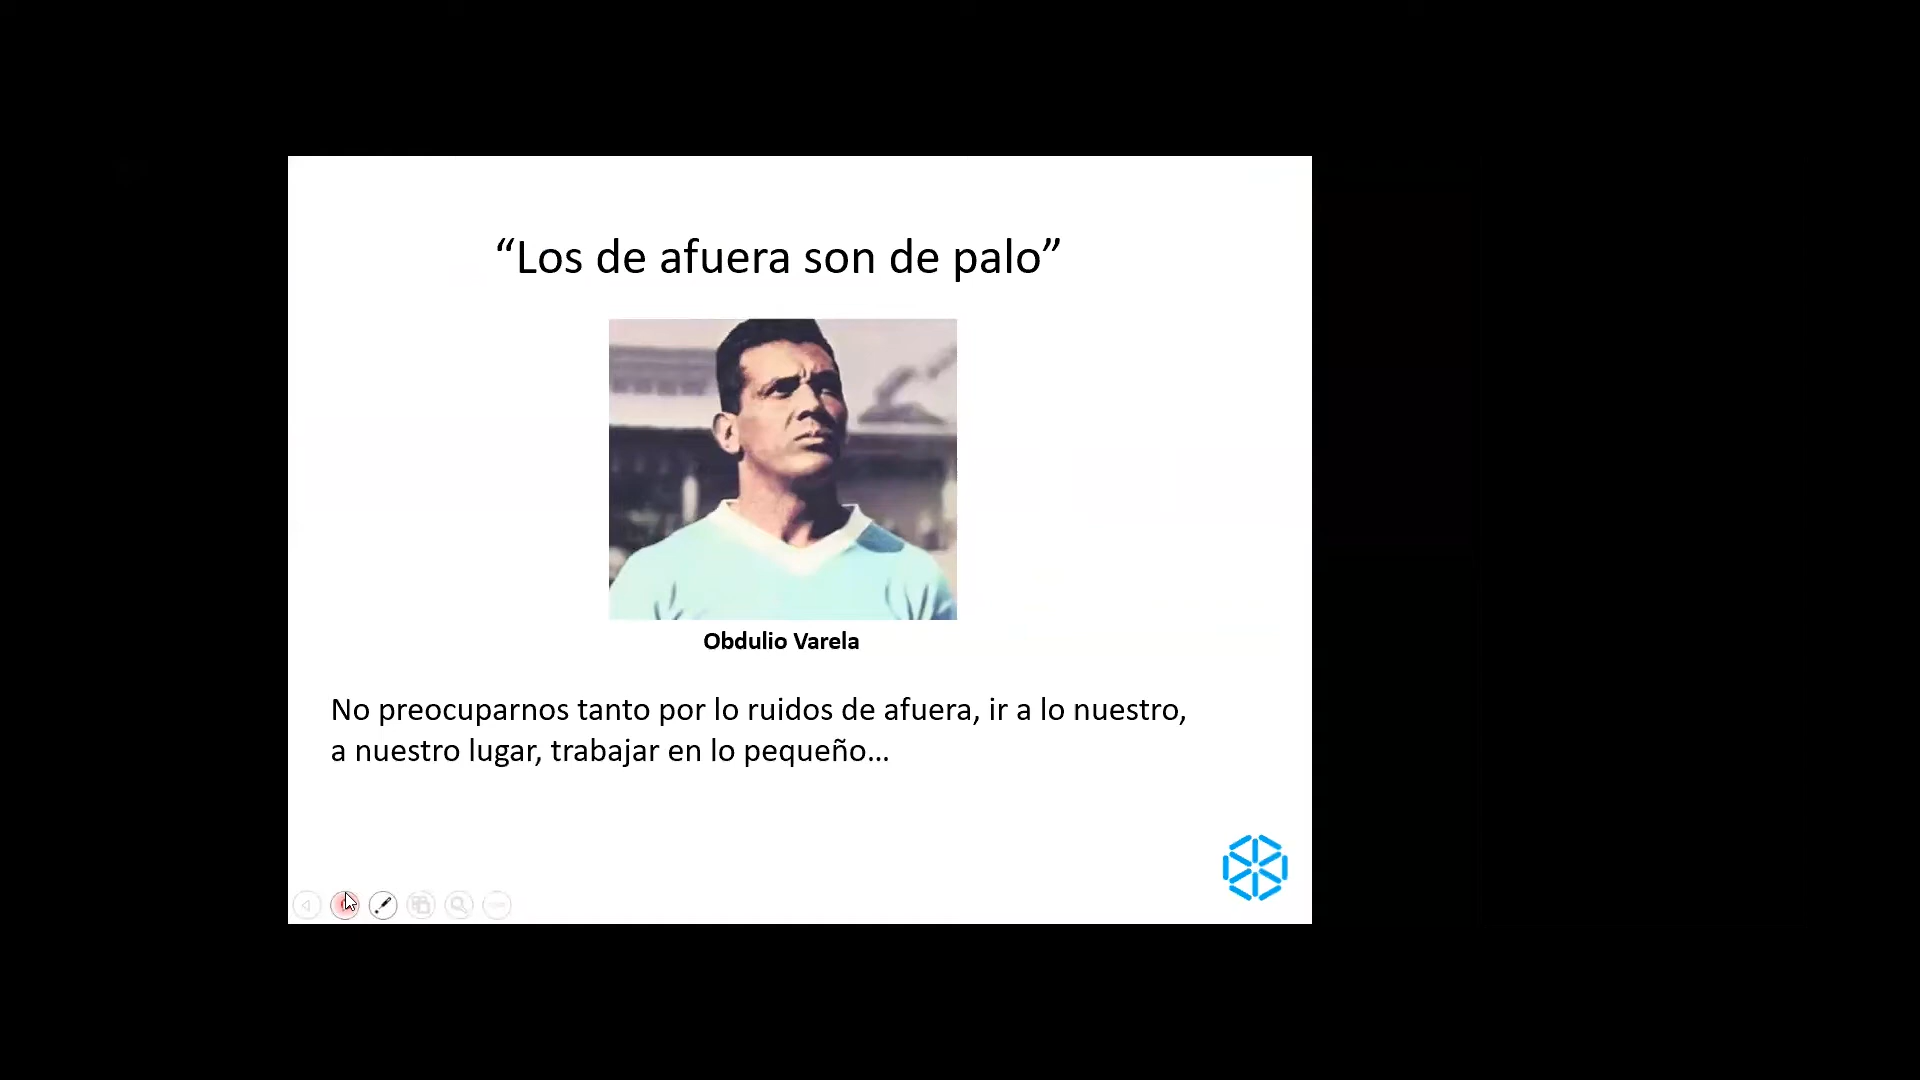 “Los de afuera son de palo”
Obdulio Varela
No preocuparnos tanto por lo ruidos de afuera, ir a lo nuestro,
a nuestro lugar, trabajar en lo pequeño...